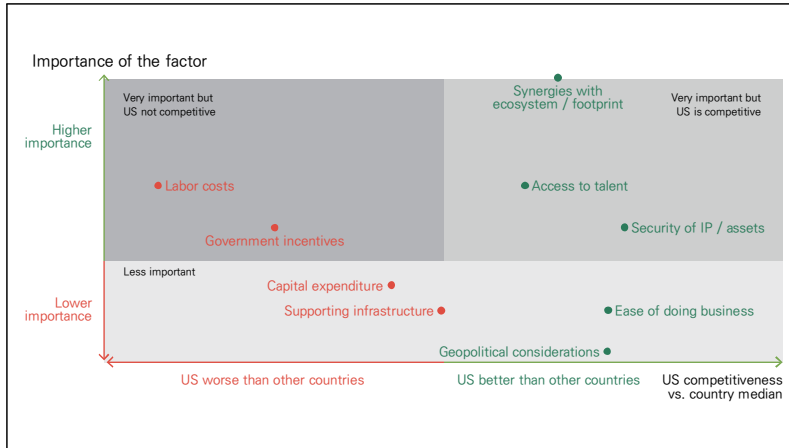 Importance of the factor
Very important but
US not competitive
Synergies with
ecosystem / footprint
Very important but
US is competitive
Higher
importance
Labor costs
Access to talent
Government incentives
Security of IP / assets
Less important
Capital expenditure
Lower
importance
Supporting infrastructure
Ease of doing business
Geopolitical considerations
US worse than other countries
US better than other countries
US competitiveness
vs. country median